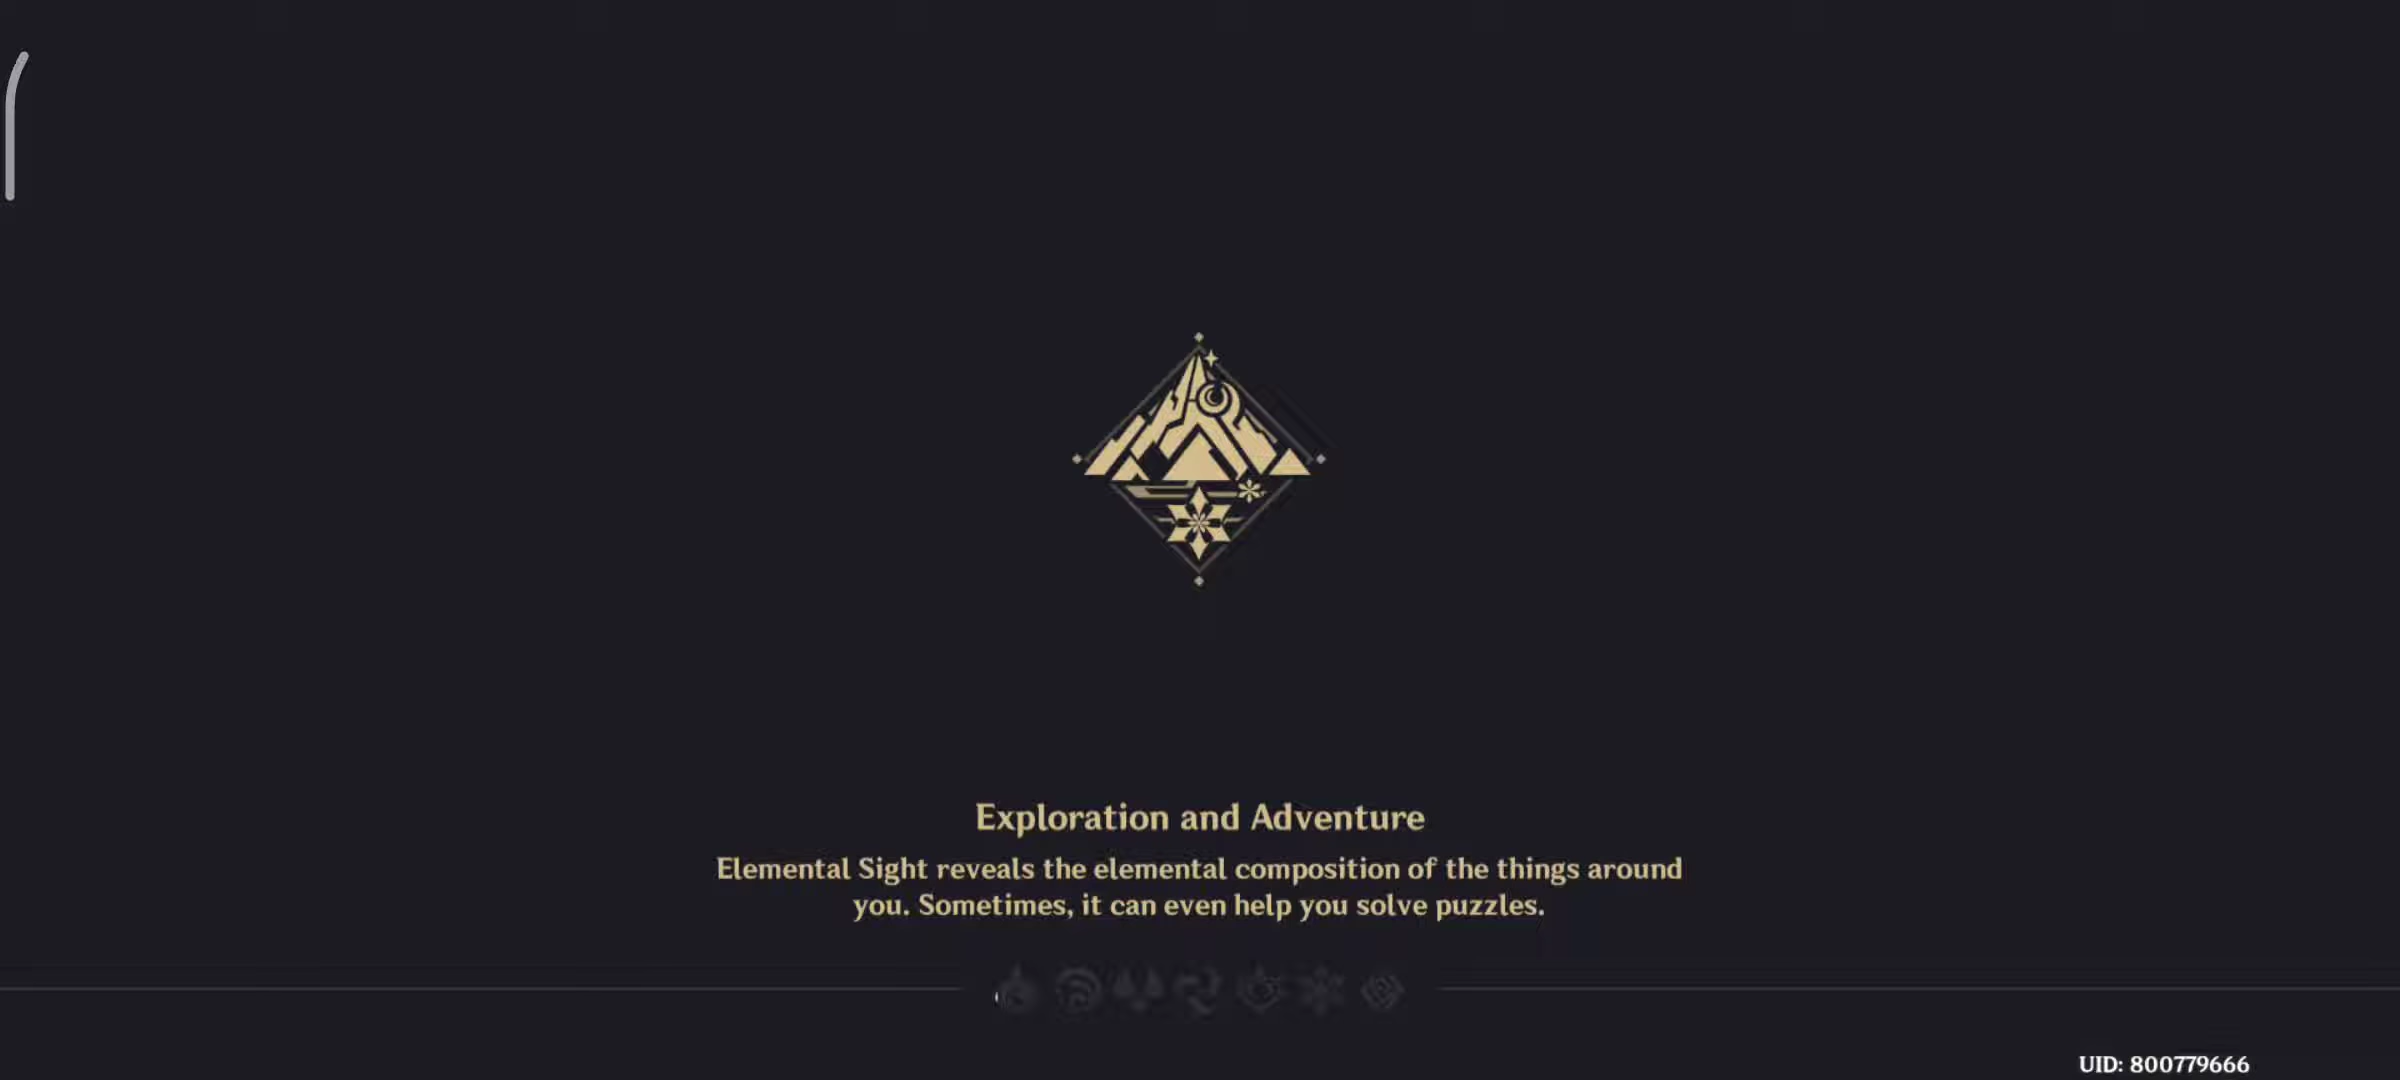 Exploration and Adventure
Elemental Sight reveals the elemental composition of the things around
you. Sometimes, it can even help you solve puzzles.
UID: 800779666